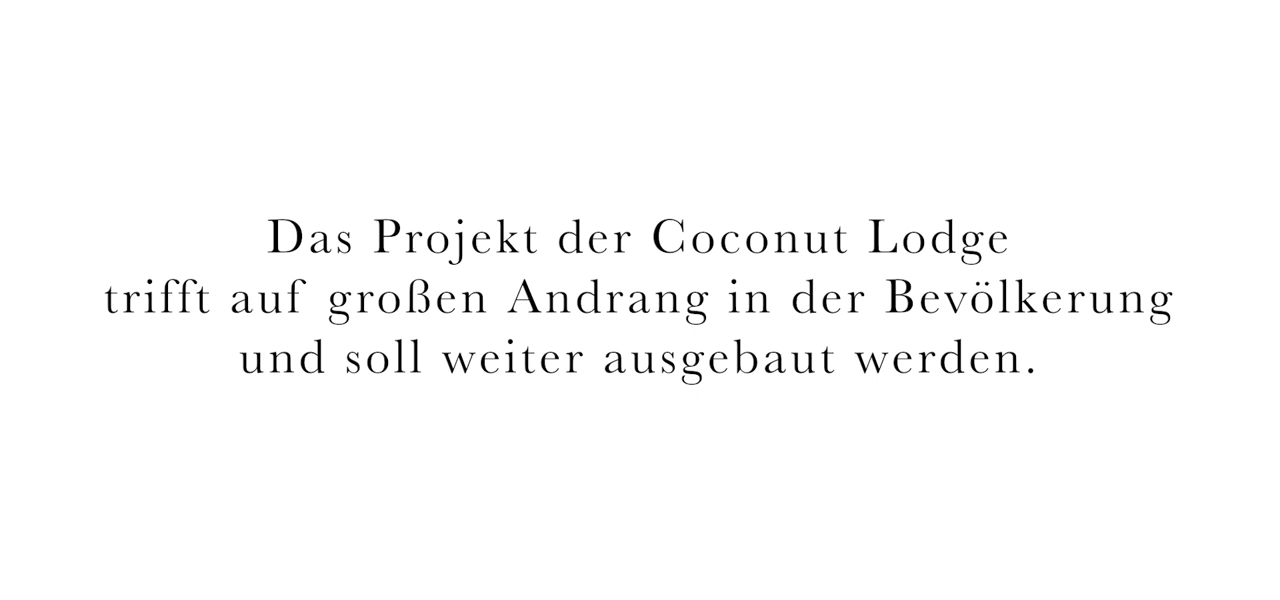 Das Projekt der Coconut Lodge
trifft auf großen Andrang in der Bevölkerung
und soll weiter ausgebaut werden.